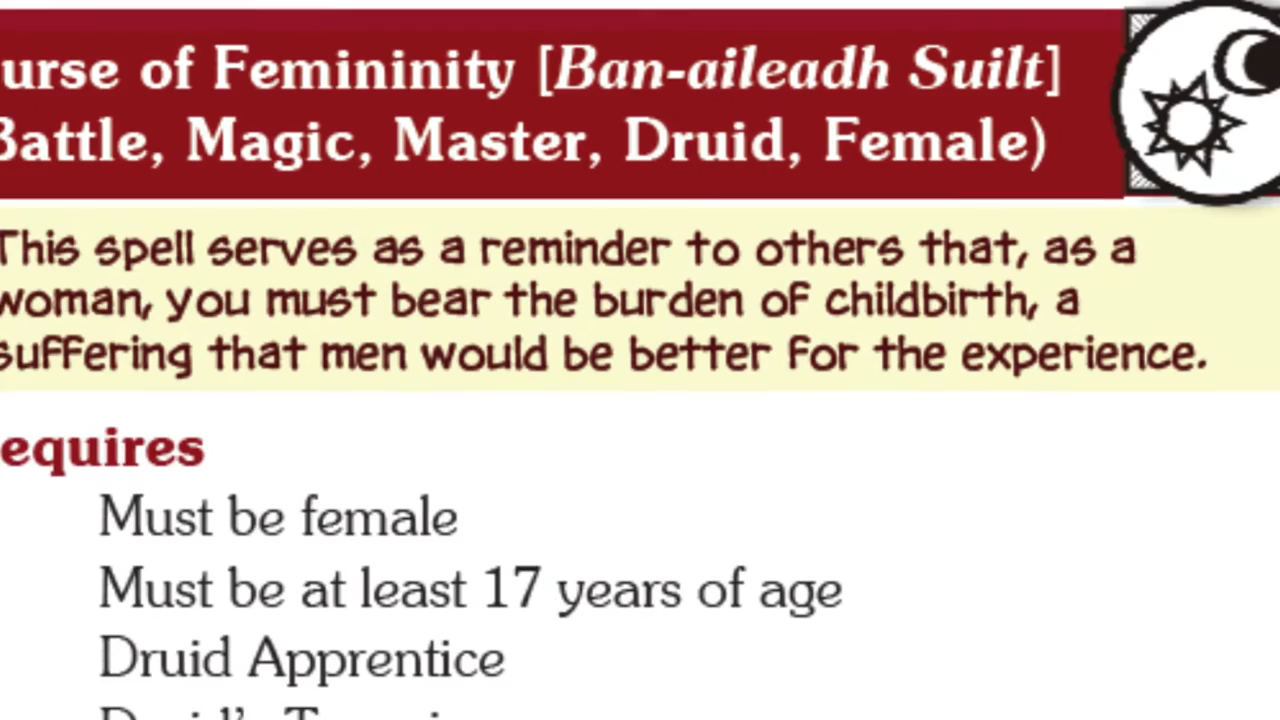 urse of Femininity [Ban-aileadh Suilt]
Battle, Magic, Master, Druid, Female)
This spell serves as a reminder to others that, as a
woman, you must bear the burden of childbirth, a
suffering that men would be better for the experience.
equires
Must be female
Must be at least 17 years of age
Druid Apprentice